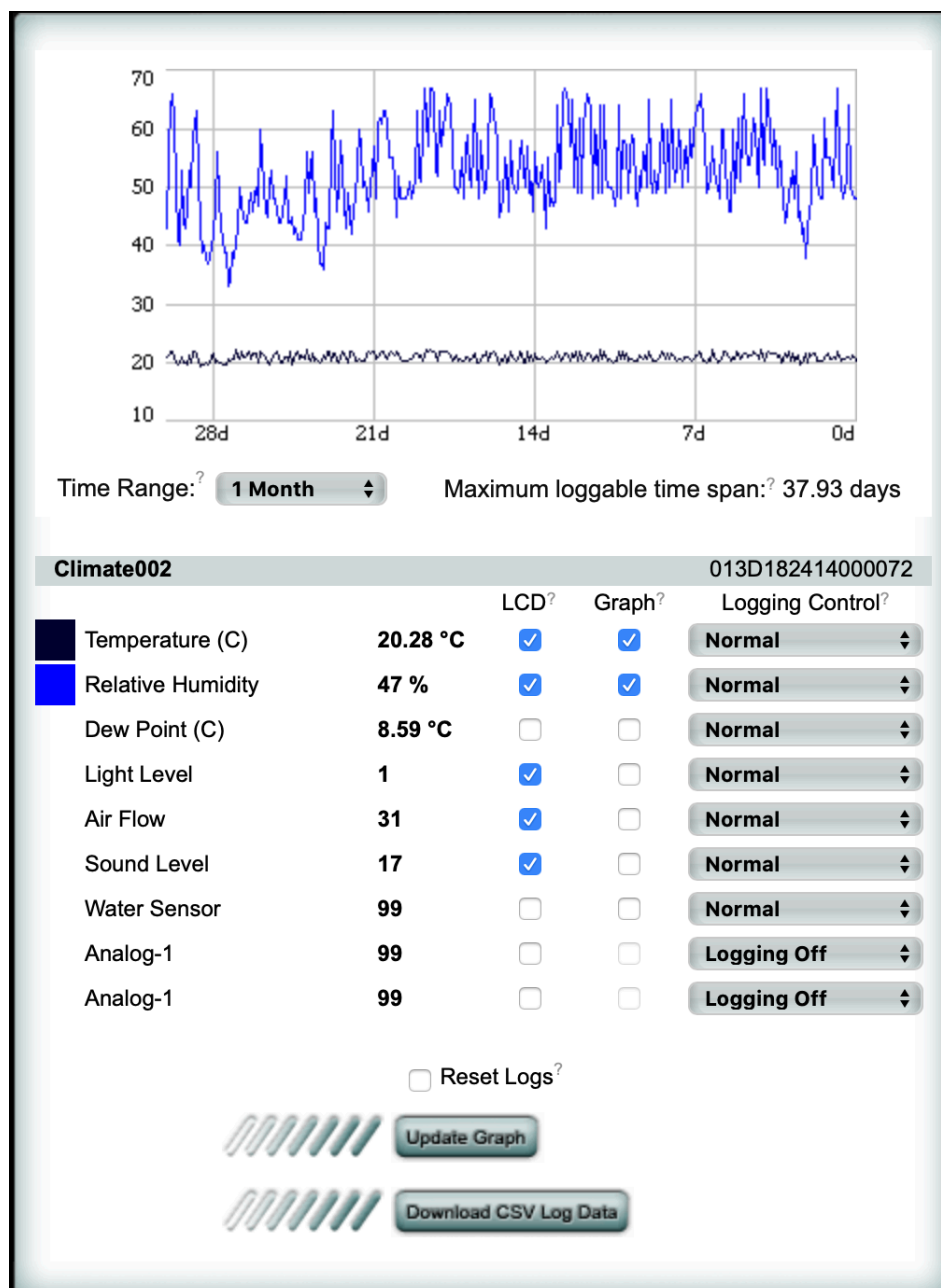 70
60
50
40
30
20
10
28d 21d 14d 7d 0d
Time Range:? 1 Month Maximum loggable time span:? 37.93 days
Climate002 013D182414000072
LCD? Graph? Logging Control?
Temperature (C) 20.28 °C Normal
Relative Humidity 47 % Normal
Dew Point (C) 8.59 °C Normal
Light Level 1 Normal
Air Flow 31 Normal
Sound Level 17 Normal
Water Sensor 99 Normal
Analog-1 99 Logging Off
Analog-1 99 Logging Off
Reset Logs?
Update Graph
Download CSV Log Data